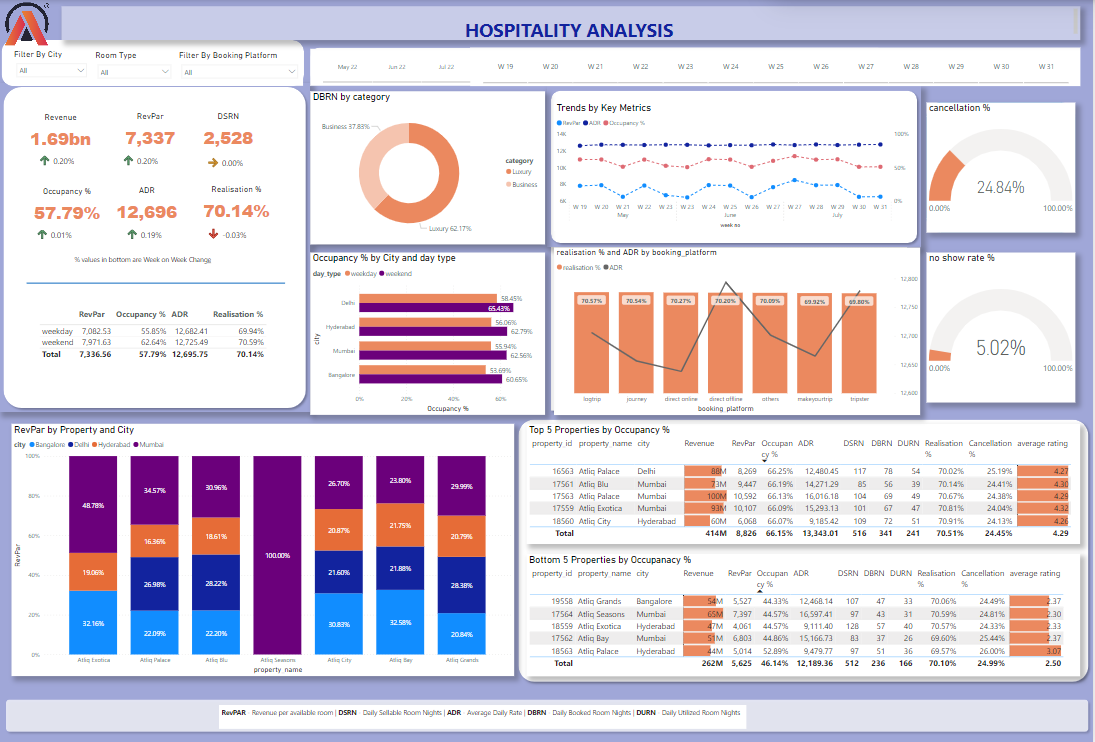 HOSPITALITY ANALYSIS
Filter By City
Room Type
Filter By Booking Platform
All
All
All
May 22 Jun 22 Jul 22
W 19 W 20 W 21 W 22 W 23 W 24 W 25 W 26 W 27 W 28 W 29 W 30 W 31
Revenue RevPar DSRN
1.69bn 7,337 2,528
0.20% 0.20% 0.00%
Occupancy % ADR Realisation %
57.79% 12,696 70.14%
0.01% 0.19% -0.03%
% values in bottom are Week on Week Change
RevPar Occupancy % ADR Realisation %
weekday 7,082.53 55.85% 12,682.41 69.94%
weekend 7,971.63 62.64% 12,725.49 70.59%
Total 7,336.56 57.79% 12,695.75 70.14%
DBRN by category
Business 37.83%
Luxury 62.17%
category
Luxury
Business
Trends by Key Metrics
RevPar ADR Occupancy %
14K
12K
10K
8K
6K
100%
50%
0%
W 19 W 20 W 21 W 22 W 23 W 23 W 24 W 25 W 26 W 27 W 28 W 29 W 30 W 31
May June July
week no
cancellation %
24.84%
0.00% 100.00%
Occupancy % by City and day type
day_type weekday weekend
city
Delhi 58.45%
65.43%
Hyderabad 56.06%
62.79%
Mumbai 55.94%
62.56%
Bangalore 53.69%
60.65%
0% 20% 40% 60%
Occupancy %
realisation % and ADR by booking_platform
realisation % ADR
70.57% 70.54% 70.27% 70.20% 70.09% 69.92% 69.80%
12,800
12,750
12,700
12,650
12,600
logtrip journey direct online direct offline others makeyourtrip tripster
booking_platform
no show rate %
5.02%
0.00% 100.00%
RevPar by Property and City
city Bangalore Delhi Hyderabad Mumbai
RevPar
100%
80%
60%
40%
20%
0%
48.78% 34.57% 30.96% 100.00% 26.70% 23.80% 29.99%
19.06% 16.36% 18.61% 20.87% 21.75% 20.79%
26.98% 28.22% 21.60% 21.88% 28.38%
32.16% 22.09% 22.20% 30.83% 32.58% 20.84%
Atliq Exotica Atliq Palace Atliq Blu Atliq Seasons Atliq City Atliq Bay Atliq Grands
property_name
Top 5 Properties by Occupancy %
property_id property_name city Revenue RevPar Occupan ADR DSRN DBRN DURN Realisation Cancellation average rating
cy % % %
16563 Atliq Palace Delhi 88M 8,269 66.25% 12,480.45 117 78 54 70.02% 25.19% 4.27
17561 Atliq Blu Mumbai 73M 9,447 66.19% 14,271.29 85 56 39 70.14% 24.41% 4.30
17563 Atliq Palace Mumbai 100M 10,592 66.13% 16,016.18 104 69 49 70.67% 24.38% 4.29
17559 Atliq Exotica Mumbai 93M 10,107 66.09% 15,293.13 101 67 47 70.81% 24.04% 4.32
18560 Atliq City Hyderabad 60M 6,068 66.07% 9,185.42 109 72 51 70.91% 24.13% 4.26
Total 414M 8,826 66.15% 13,343.01 516 341 241 70.51% 24.45% 4.29
Bottom 5 Properties by Occupanacy %
property_id property_name city Revenue RevPar Occupan ADR DSRN DBRN DURN Realisation Cancellation average rating
cy % % %
19558 Atliq Grands Bangalore 54M 5,527 44.33% 12,468.14 107 47 33 70.06% 24.49% 2.37
17564 Atliq Seasons Mumbai 65M 7,397 44.57% 16,597.41 97 43 31 70.59% 24.81% 2.30
18559 Atliq Exotica Hyderabad 47M 4,061 44.57% 9,111.40 128 57 40 70.57% 24.33% 2.33
17562 Atliq Bay Mumbai 51M 6,803 44.86% 15,166.73 83 37 26 69.60% 25.44% 2.37
18563 Atliq Palace Hyderabad 44M 5,014 52.89% 9,479.77 97 51 36 69.57% 26.00% 3.07
Total 262M 5,625 46.14% 12,189.36 512 236 166 70.10% 24.99% 2.50
RevPAR - Revenue per available room | DSRN - Daily Sellable Room Nights | ADR - Average Daily Rate | DBRN - Daily Booked Room Nights | DURN - Daily Utilized Room Nights